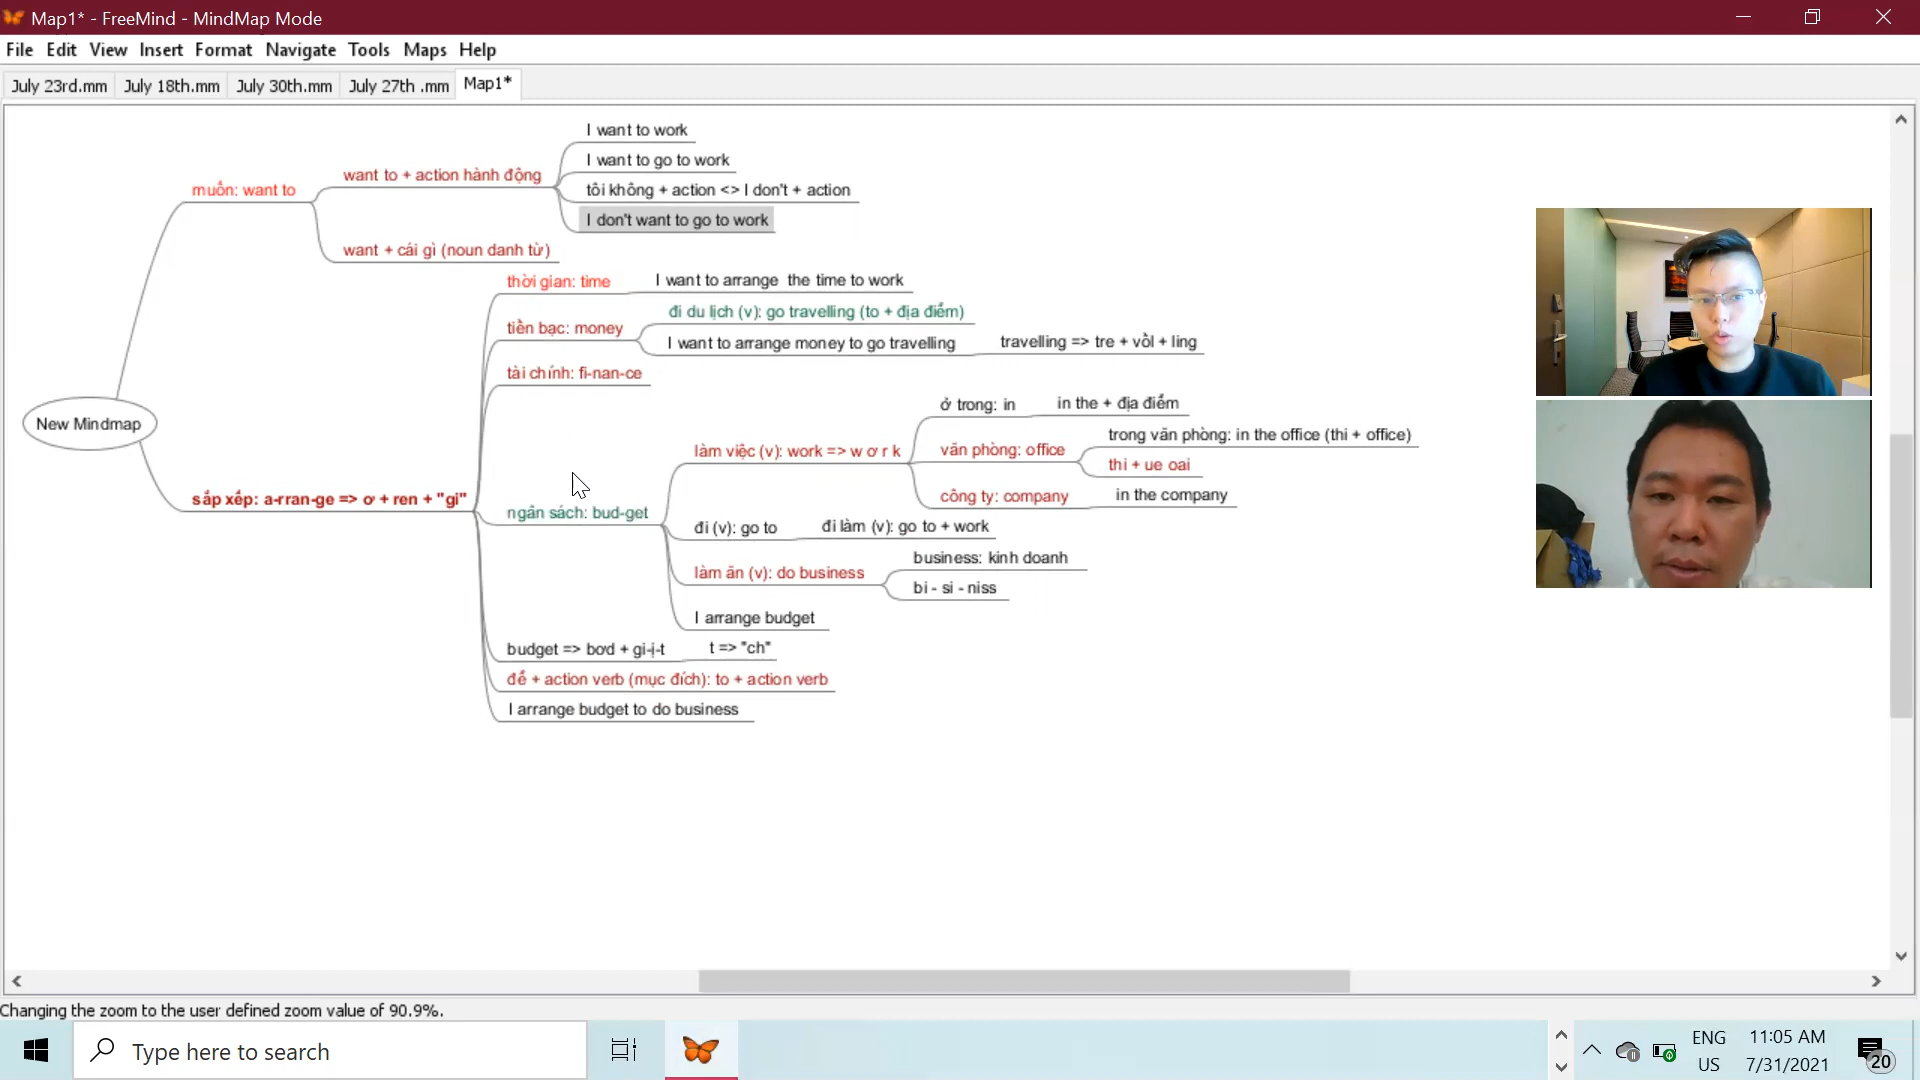 Map1* - FreeMind - MindMap Mode
File Edit View Insert Format Navigate Tools Maps Help
July 23rd.mm July 18th.mm July 30th.mm July 27th .mm Map1*
New Mindmap
muốn: want to
want to + action hành động
I want to work
I want to go to work
tôi không + action <> I don't + action
I don't want to go to work
want + cái gì (noun danh từ)
sắp xếp: a-rran-ge => ơ + ren + "gi"
thời gian: time
I want to arrange the time to work
tiền bạc: money
đi du lịch (v): go travelling (to + địa điểm)
I want to arrange money to go travelling
travelling => tre + vồl + ling
tài chính: fi-nan-ce
ngân sách: bud-get
làm việc (v): work => w ơ r k
ở trong: in
in the + địa điểm
văn phòng: office
trong văn phòng: in the office (thi + office)
thi + ue oai
công ty: company
in the company
đi (v): go to
đi làm (v): go to + work
làm ăn (v): do business
business: kinh doanh
bi - si - niss
I arrange budget
budget => bơd + gi-ị-t
t => "ch"
để + action verb (mục đích): to + action verb
I arrange budget to do business
Changing the zoom to the user defined zoom value of 90.9%.
Type here to search
ENG
US
11:05 AM
7/31/2021
20